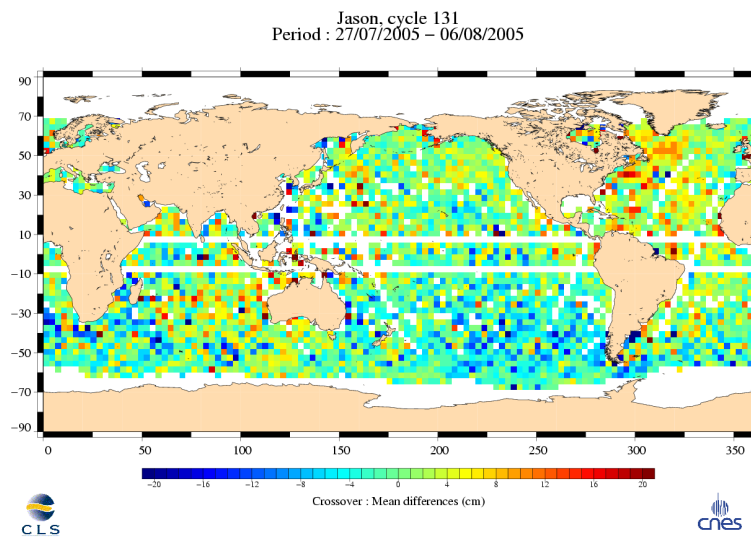 Jason, cycle 131
Period : 27/07/2005 − 06/08/2005
90
70
50
30
10
−10
−30
−50
−70
−90
0 50 100 150 200 250 300 350
−20 −16 −12 −8 −4 0 4 8 12 16 20
Crossover : Mean differences (cm)
CLS
cnes